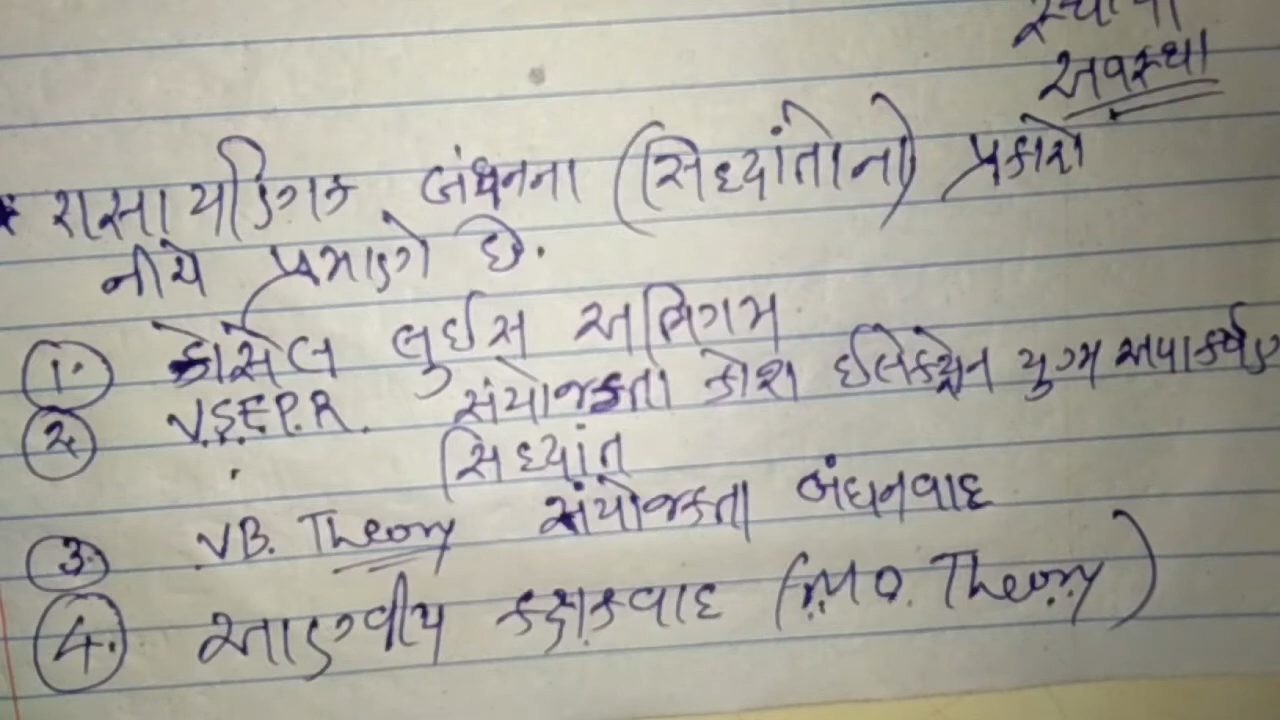 સ્થાયી
અવસ્થા
* રાસાયણિક બંધનના (સિધ્યાંતોના) પ્રકારો
નીચે પ્રમાણે છે.
1. કોસેલ લુઈસ અભિગમ
2. V.S.E.P.R. સંયોજકતા કોશ ઈલેક્ટ્રોન યુગ્મ અપાકર્ષણ
સિધ્યાંત
3. VB. Theory સંયોજકતા બંધનવાદ
4. આણ્વીય કક્ષકવાદ (M.O. Theory)